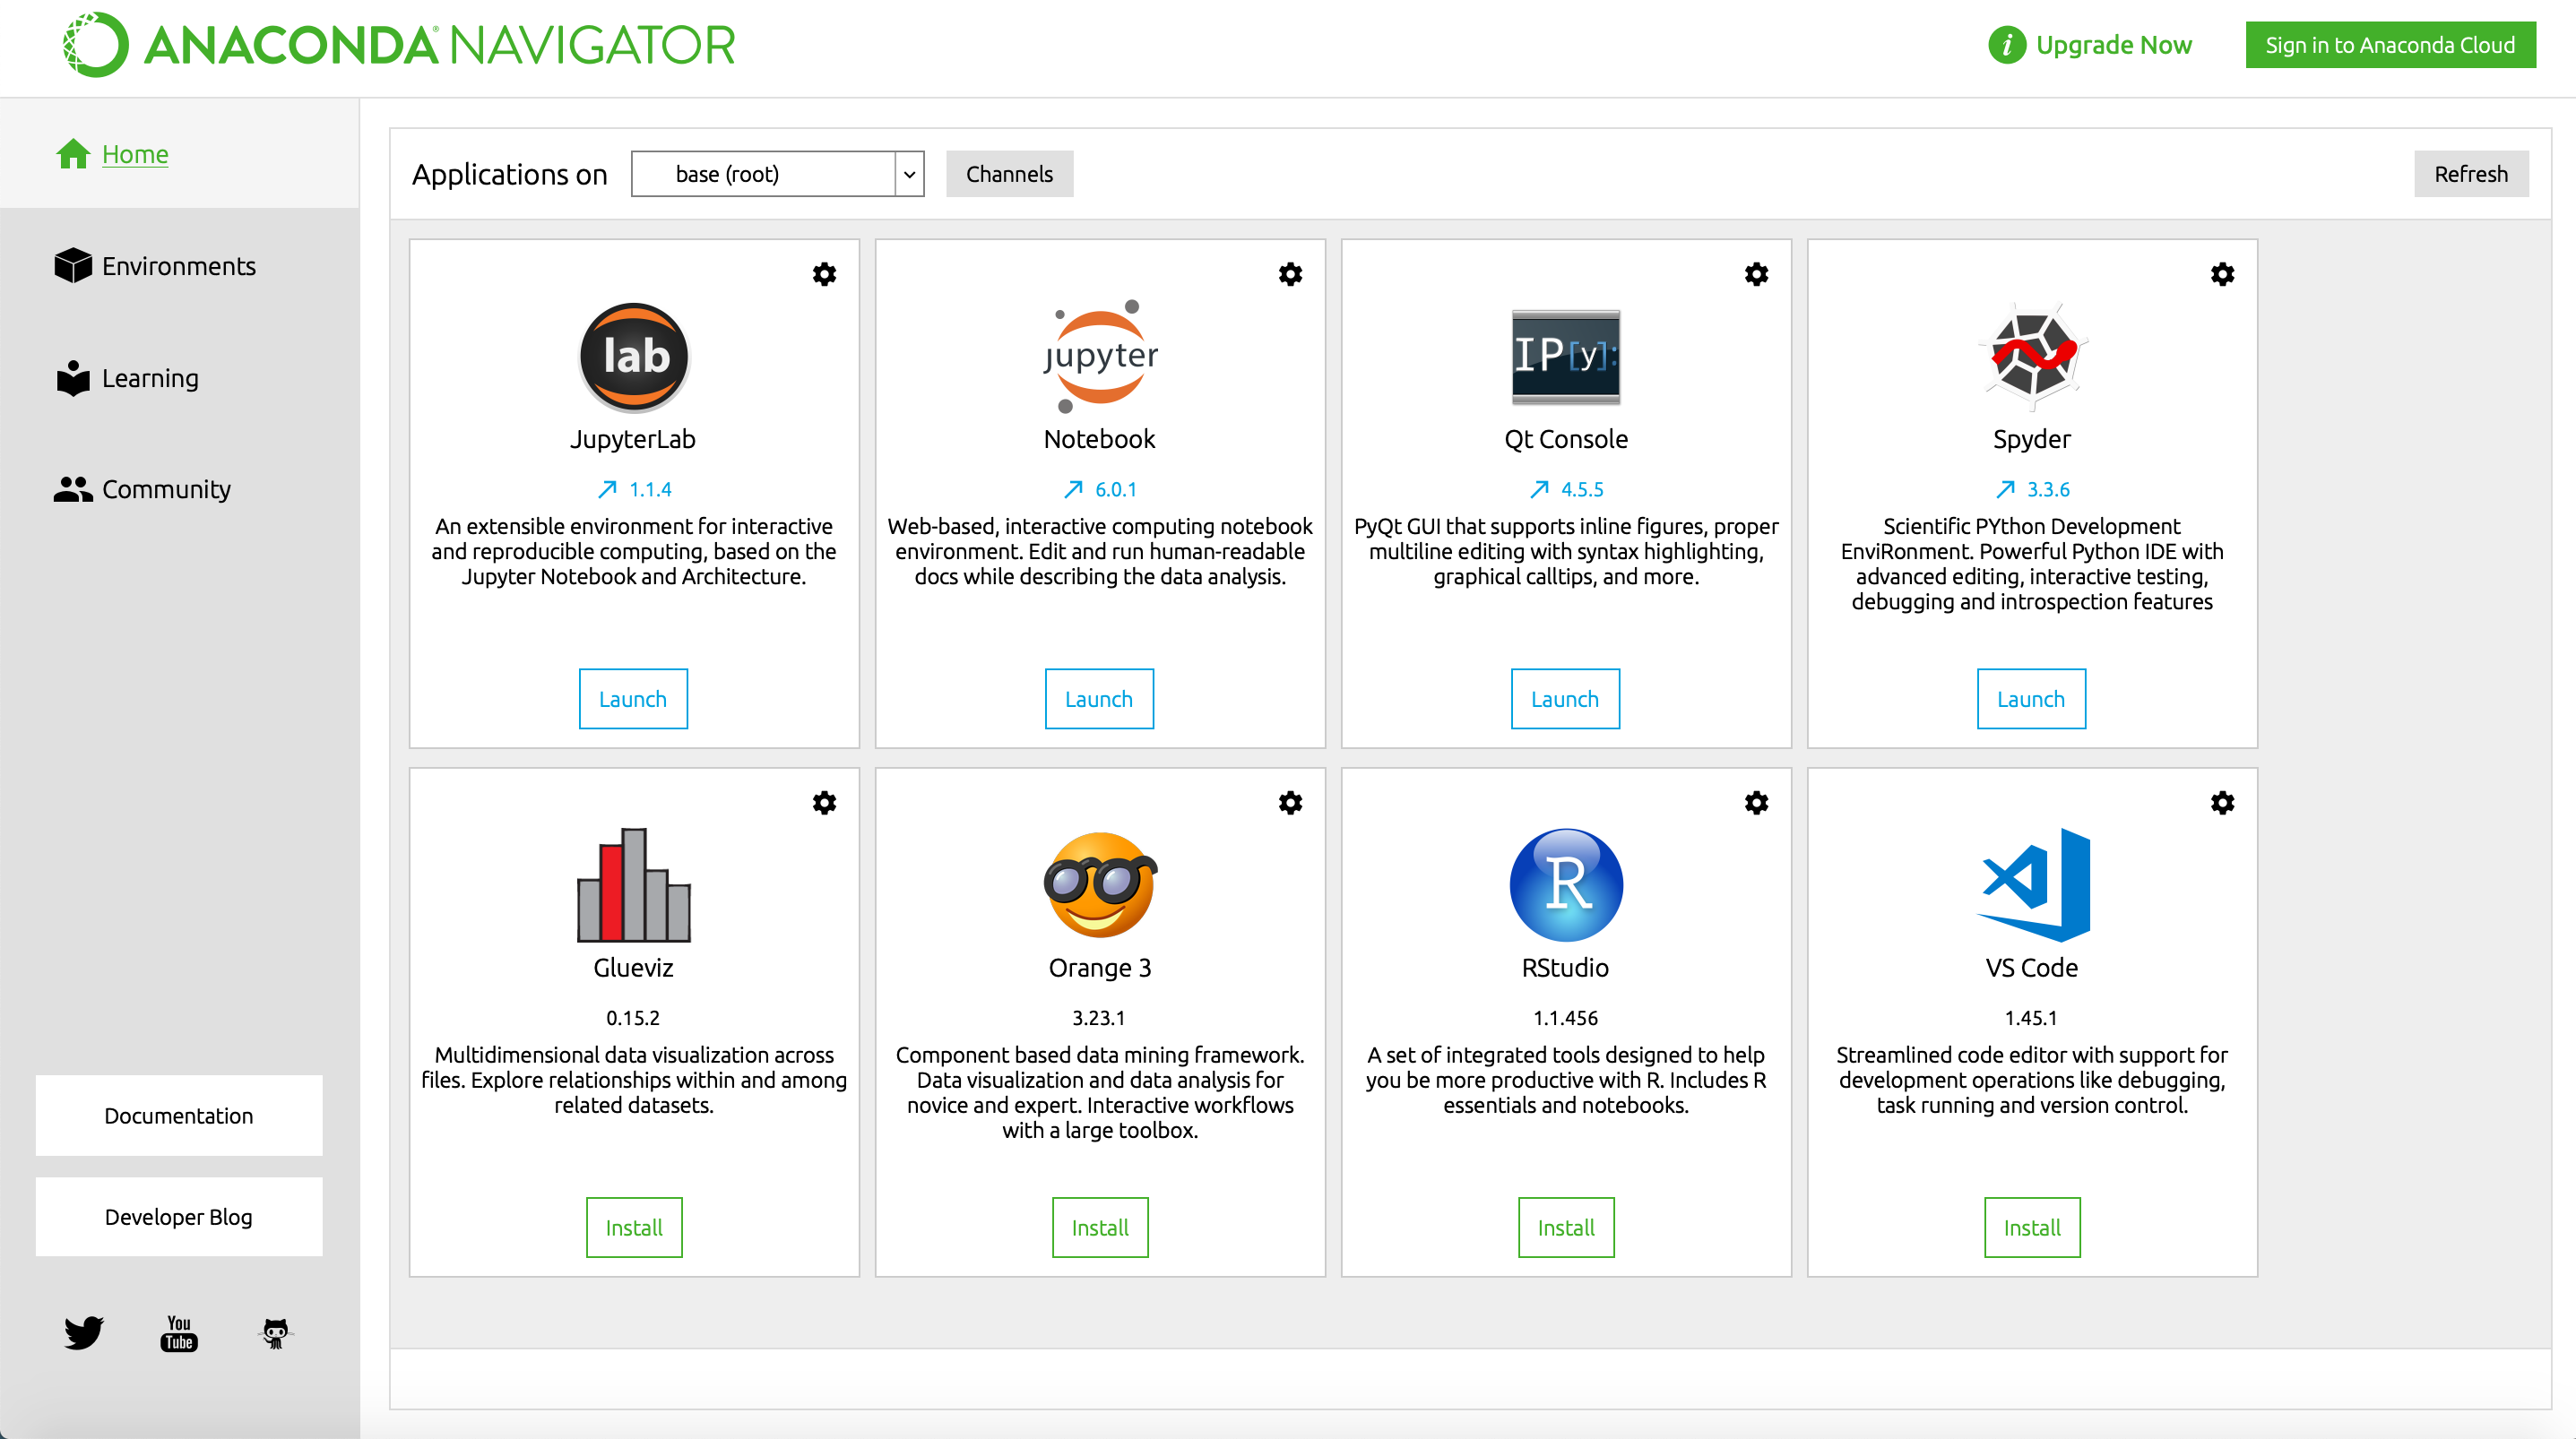 ANACONDA NAVIGATOR
i Upgrade Now
Sign in to Anaconda Cloud
Home
Environments
Learning
Community
Documentation
Developer Blog
You
Tube
Applications on
base (root)
Channels
Refresh
lab
JupyterLab
1.1.4
An extensible environment for interactive
and reproducible computing, based on the
Jupyter Notebook and Architecture.
Launch
jupyter
Notebook
6.0.1
Web-based, interactive computing notebook
environment. Edit and run human-readable
docs while describing the data analysis.
Launch
IP[y]:
Qt Console
4.5.5
PyQt GUI that supports inline figures, proper
multiline editing with syntax highlighting,
graphical calltips, and more.
Launch
Spyder
3.3.6
Scientific PYthon Development
EnviRonment. Powerful Python IDE with
advanced editing, interactive testing,
debugging and introspection features
Launch
Glueviz
0.15.2
Multidimensional data visualization across
files. Explore relationships within and among
related datasets.
Install
Orange 3
3.23.1
Component based data mining framework.
Data visualization and data analysis for
novice and expert. Interactive workflows
with a large toolbox.
Install
R
RStudio
1.1.456
A set of integrated tools designed to help
you be more productive with R. Includes R
essentials and notebooks.
Install
VS Code
1.45.1
Streamlined code editor with support for
development operations like debugging,
task running and version control.
Install